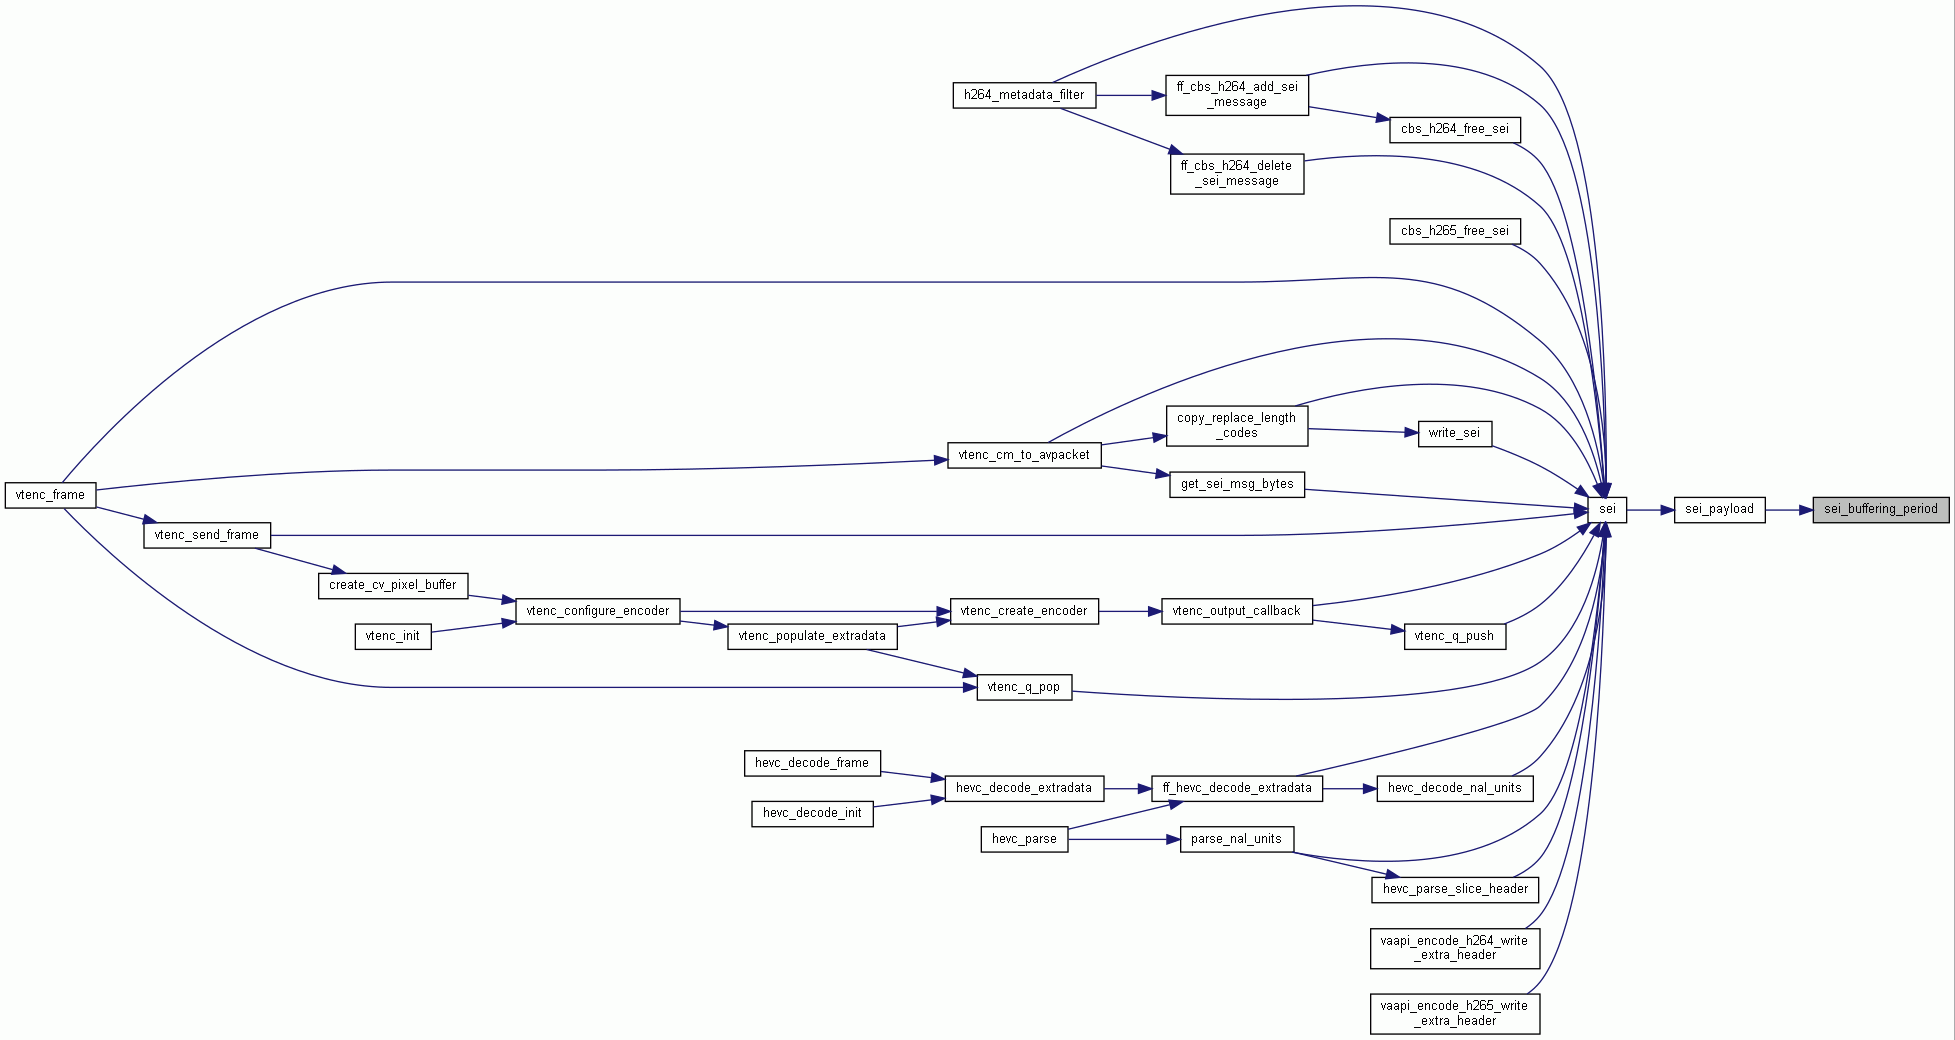 h264_metadata_filter
ff_cbs_h264_add_sei
_message
cbs_h264_free_sei
ff_cbs_h264_delete
_sei_message
cbs_h265_free_sei
copy_replace_length
_codes
write_sei
vtenc_cm_to_avpacket
get_sei_msg_bytes
vtenc_frame
sei
sei_payload
sei_buffering_period
vtenc_send_frame
create_cv_pixel_buffer
vtenc_configure_encoder
vtenc_create_encoder
vtenc_output_callback
vtenc_init
vtenc_populate_extradata
vtenc_q_push
vtenc_q_pop
hevc_decode_frame
hevc_decode_extradata
ff_hevc_decode_extradata
hevc_decode_nal_units
hevc_decode_init
hevc_parse
parse_nal_units
hevc_parse_slice_header
vaapi_encode_h264_write
_extra_header
vaapi_encode_h265_write
_extra_header